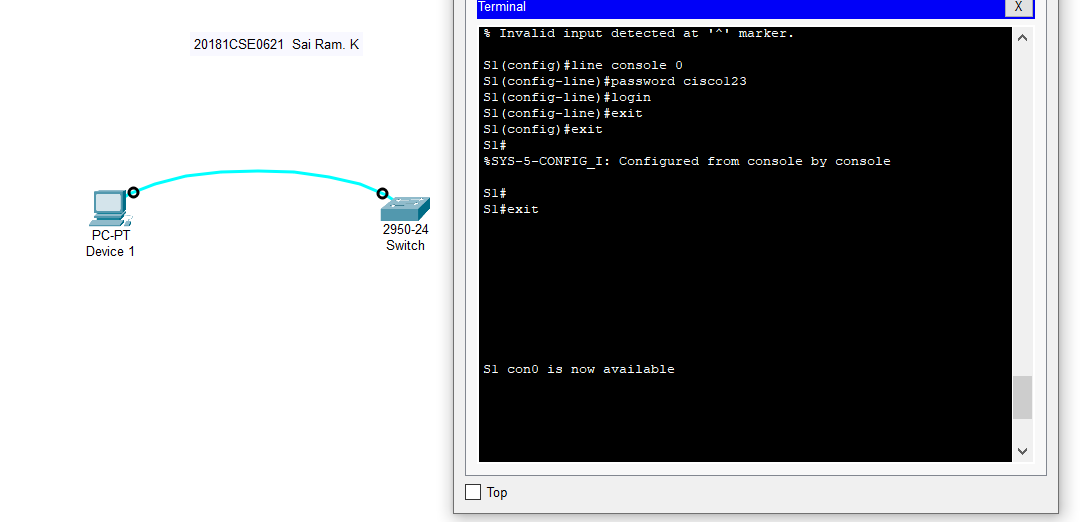 20181CSE0621  Sai Ram. K
PC-PT
Device 1
2950-24
Switch
Terminal
X
% Invalid input detected at '^' marker.
S1(config)#line console 0
S1(config-line)#password cisco123
S1(config-line)#login
S1(config-line)#exit
S1(config)#exit
S1#
%SYS-5-CONFIG_I: Configured from console by console
S1#
S1#exit
S1 con0 is now available
Top